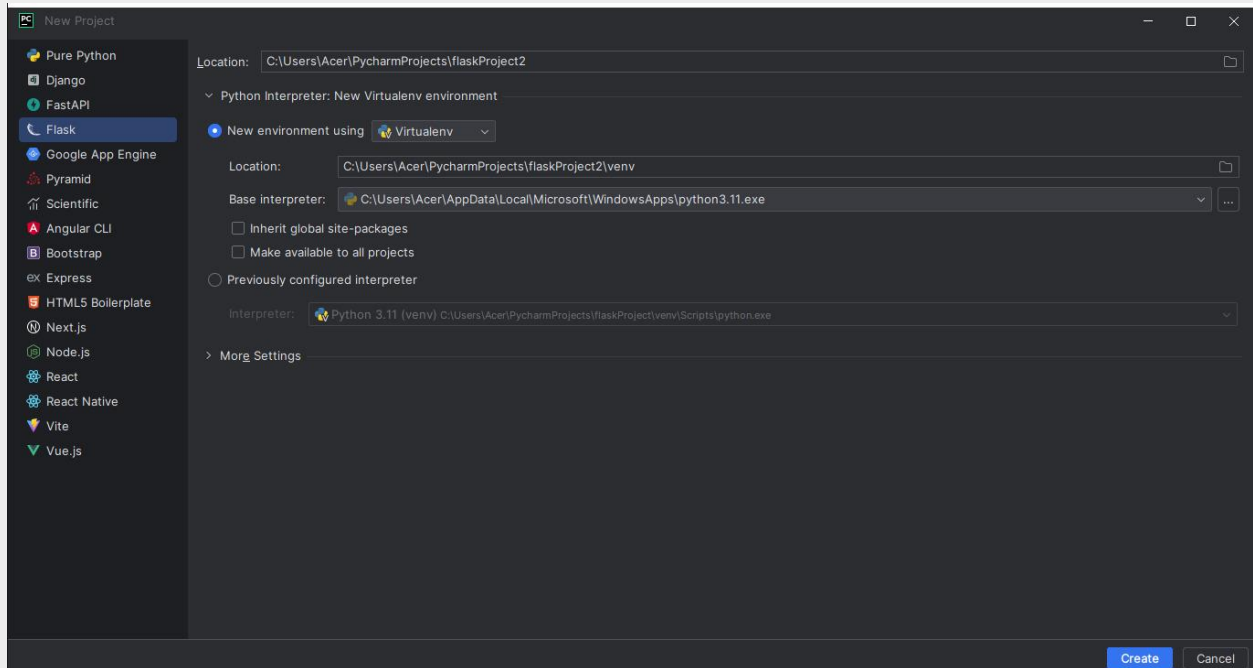 New Project
Pure Python
Django
FastAPI
Flask
Google App Engine
Pyramid
Scientific
Angular CLI
Bootstrap
Express
HTML5 Boilerplate
Next.js
Node.js
React
React Native
Vite
Vue.js
Location: C:\Users\Acer\PycharmProjects\flaskProject2
Python Interpreter: New Virtualenv environment
New environment using Virtualenv
Location: C:\Users\Acer\PycharmProjects\flaskProject2\venv
Base interpreter: C:\Users\Acer\AppData\Local\Microsoft\WindowsApps\python3.11.exe
...
Inherit global site-packages
Make available to all projects
Previously configured interpreter
Interpreter: Python 3.11 (venv) C:\Users\Acer\PycharmProjects\flaskProject\venv\Scripts\python.exe
More Settings
Create Cancel